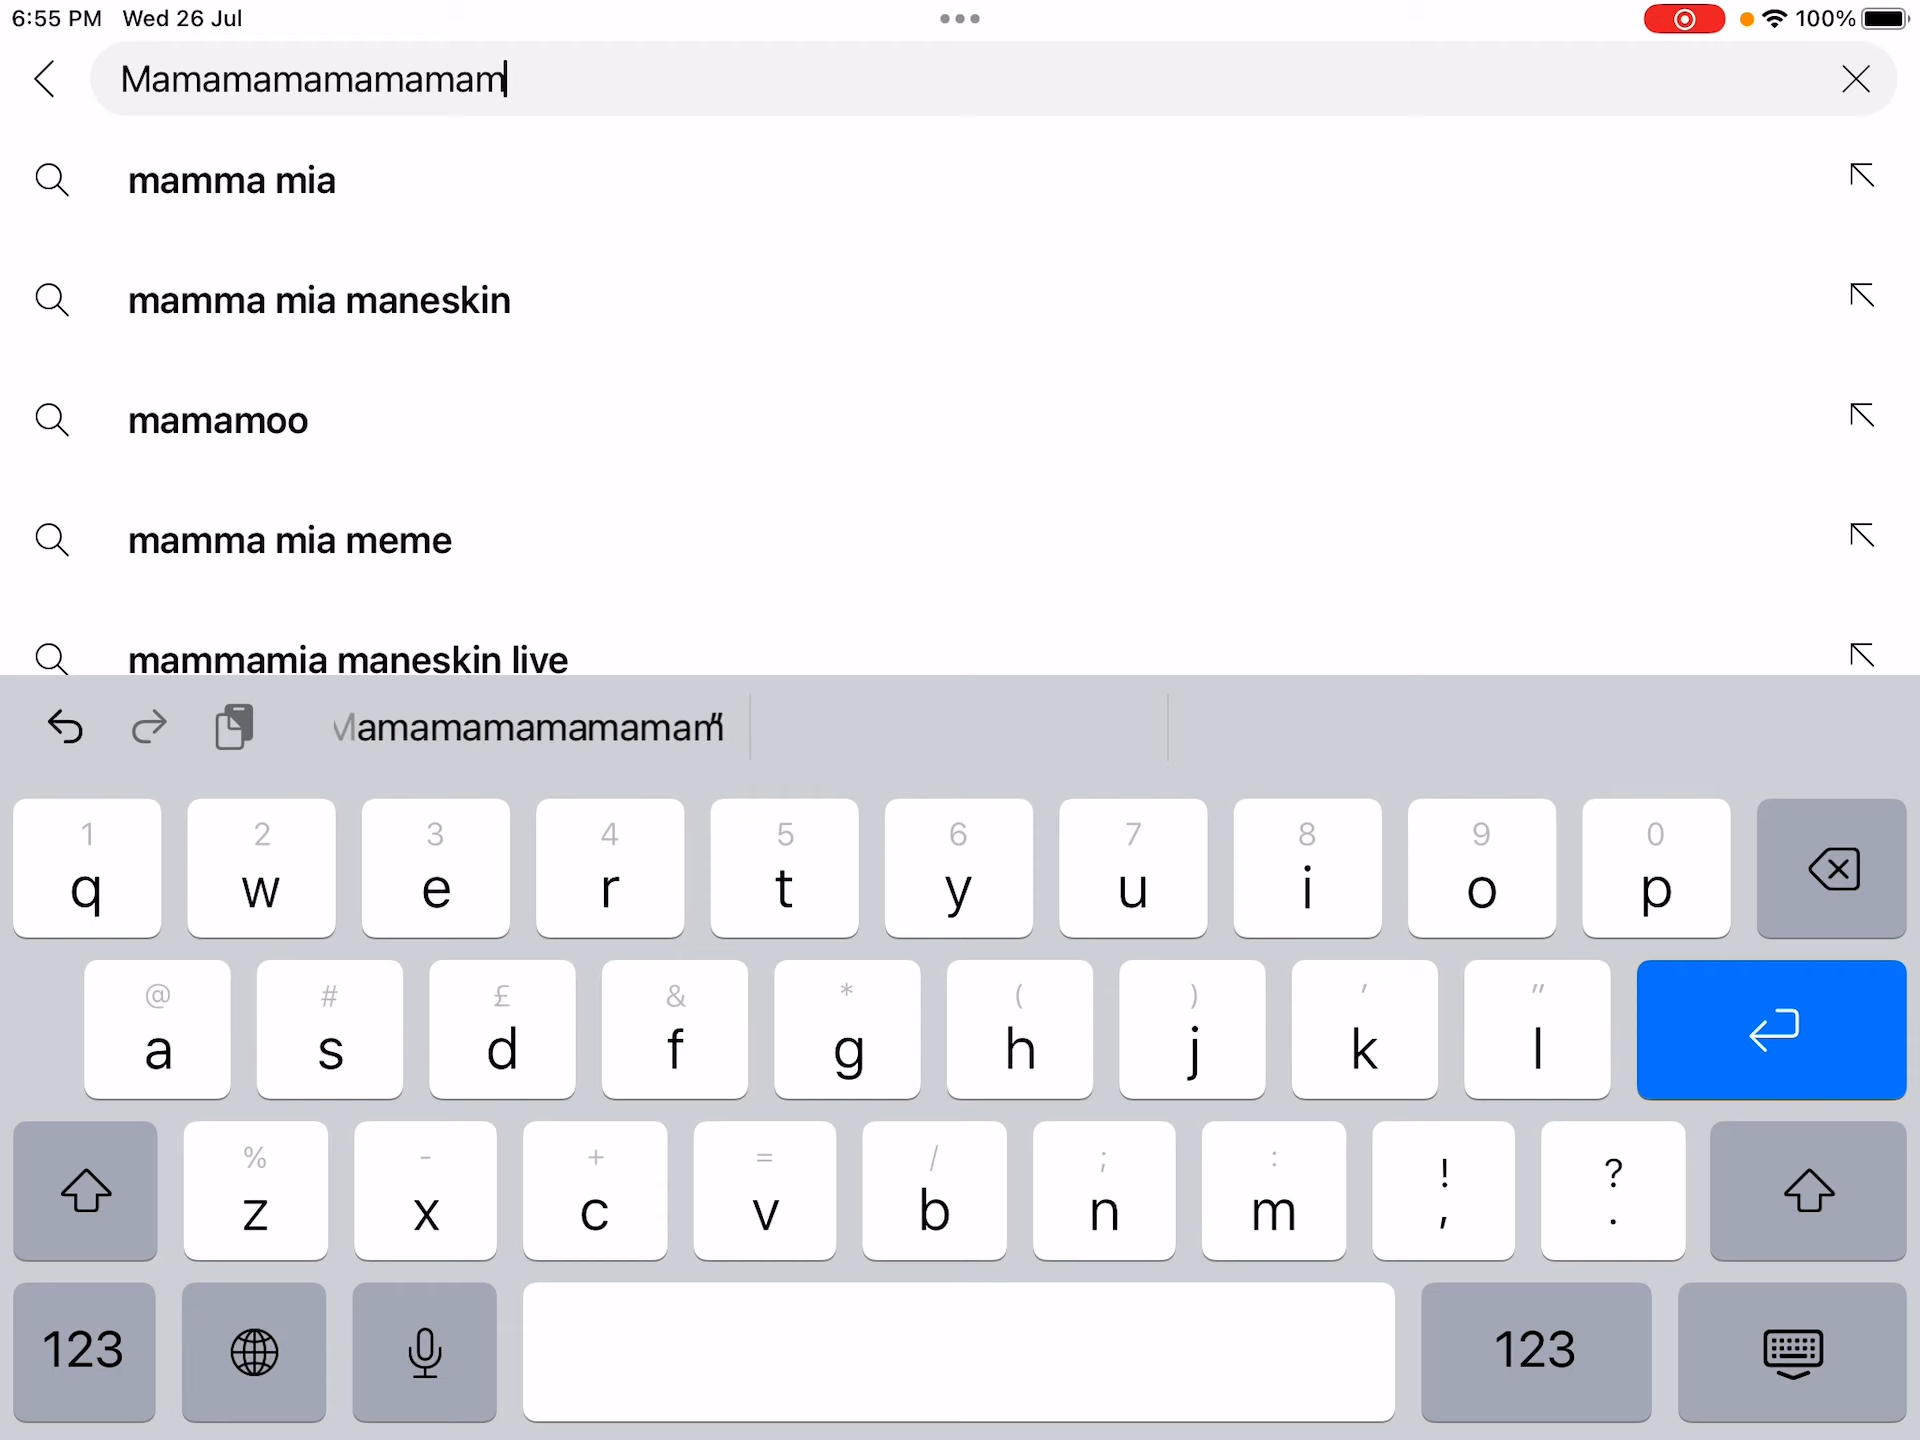 6:55 PM Wed 26 Jul 100%
Mamamamamamamam
mamma mia
mamma mia maneskin
mamamoo
mamma mia meme
mammamia maneskin live
Mamamamamamamam"
1 2 3 4 5 6 7 8 9 0
q w e r t y u i o p
@ # £ & * ( ) ' "
a s d f g h j k l
% - + = / ; : ! ?
z x c v b n m , .
123 123